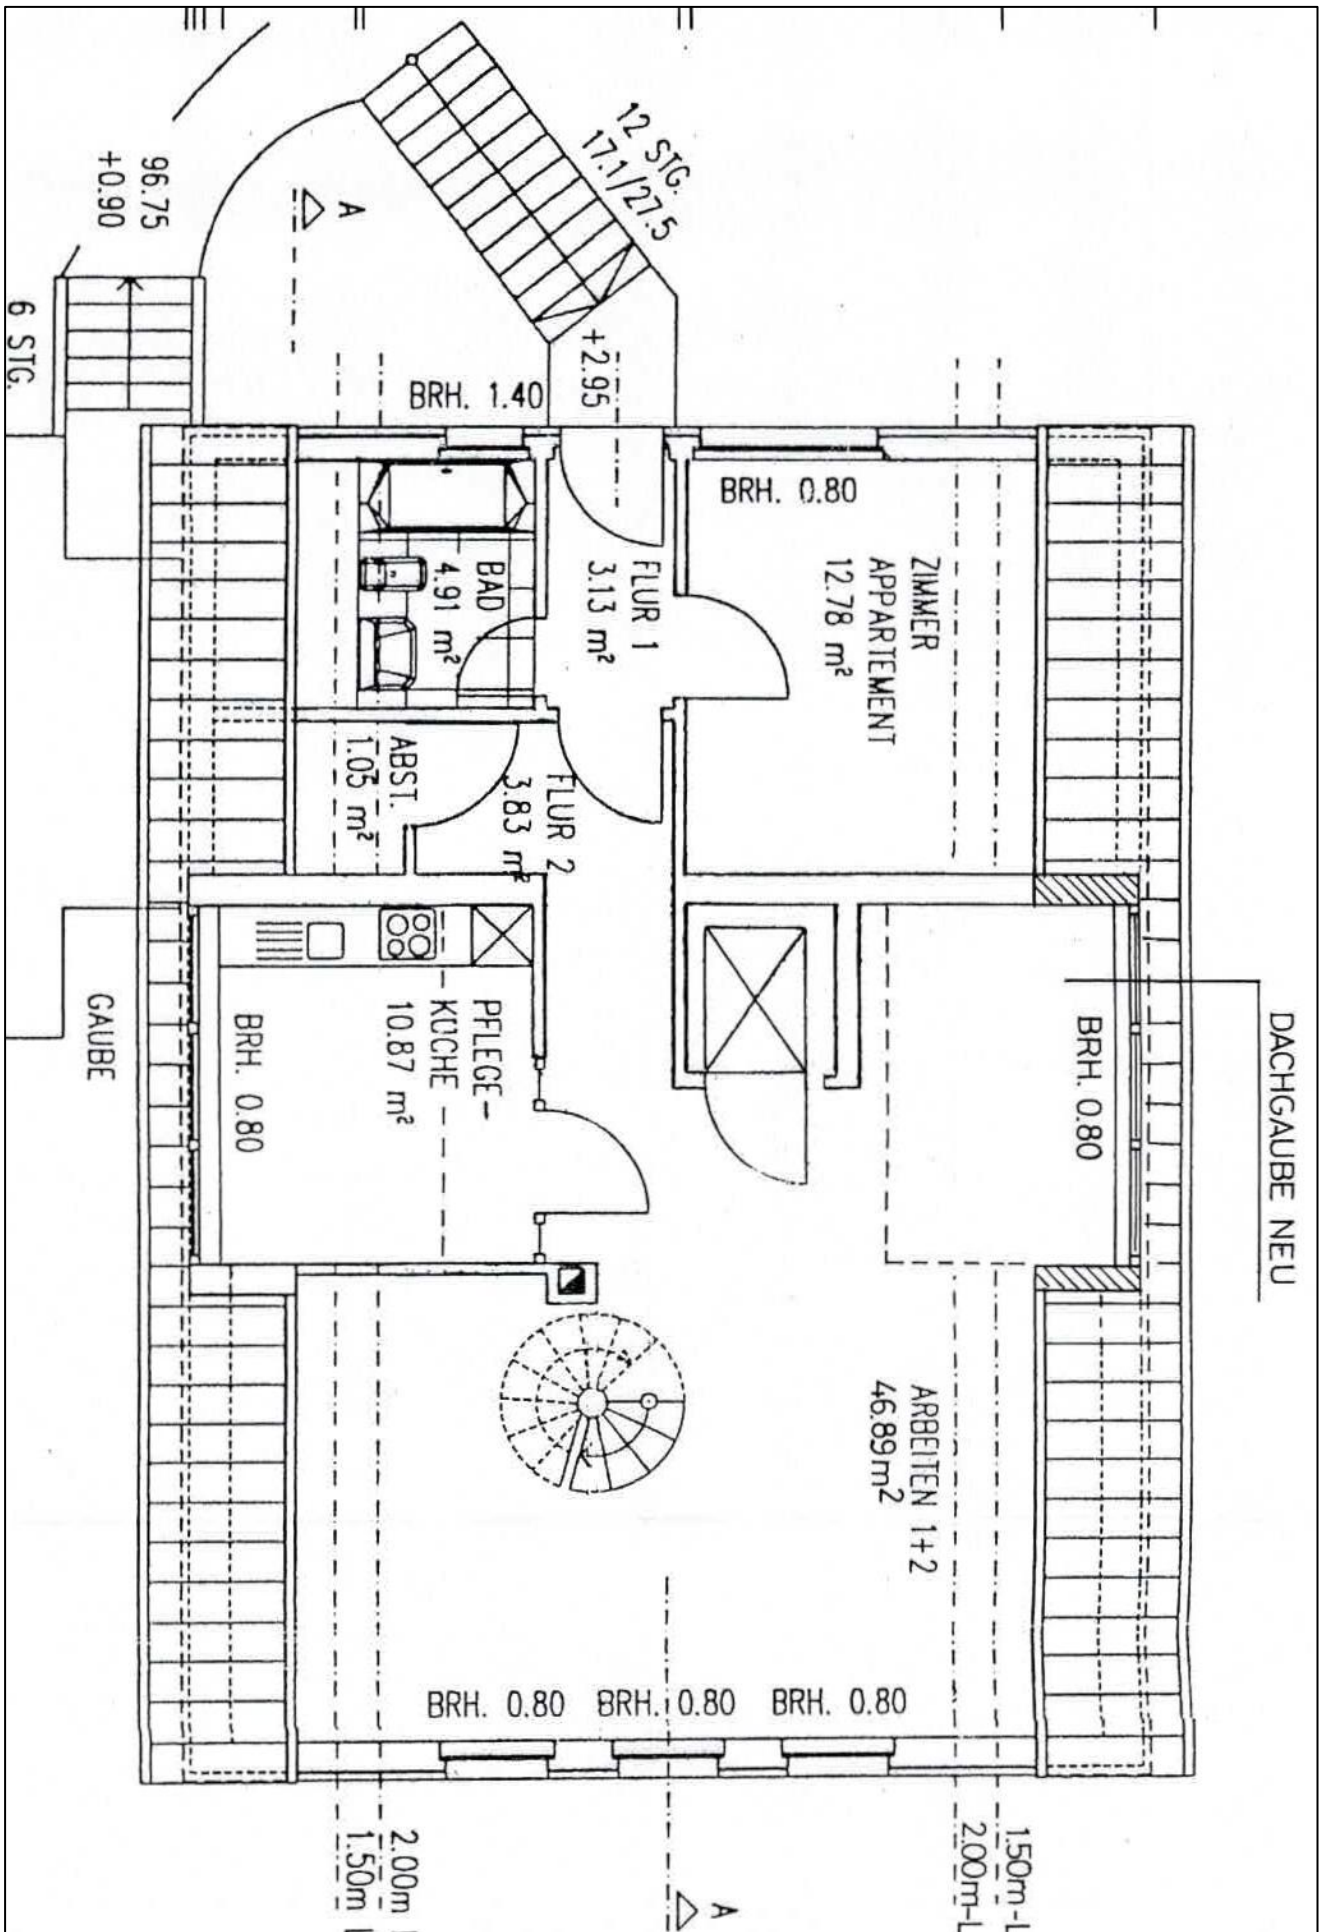 12 STG.
17.1/27.5
A
96.75
+0.90
6 STG.
+2.95
BRH. 1.40
BRH. 0.80
ZIMMER
APPARTEMENT
12.78 m²
FLUR 1
3.13 m²
BAD
4.91 m²
FLUR 2
3.83 m²
ABST.
1.05 m²
PFLEGE-
KÜCHE
10.87 m²
BRH. 0.80
GAUBE
BRH. 0.80
DACHGAUBE NEU
ARBEITEN 1+2
46.89m2
BRH. 0.80
BRH. 0.80
BRH. 0.80
1.50m-L
2.00m-L
2.00m
1.50m
A